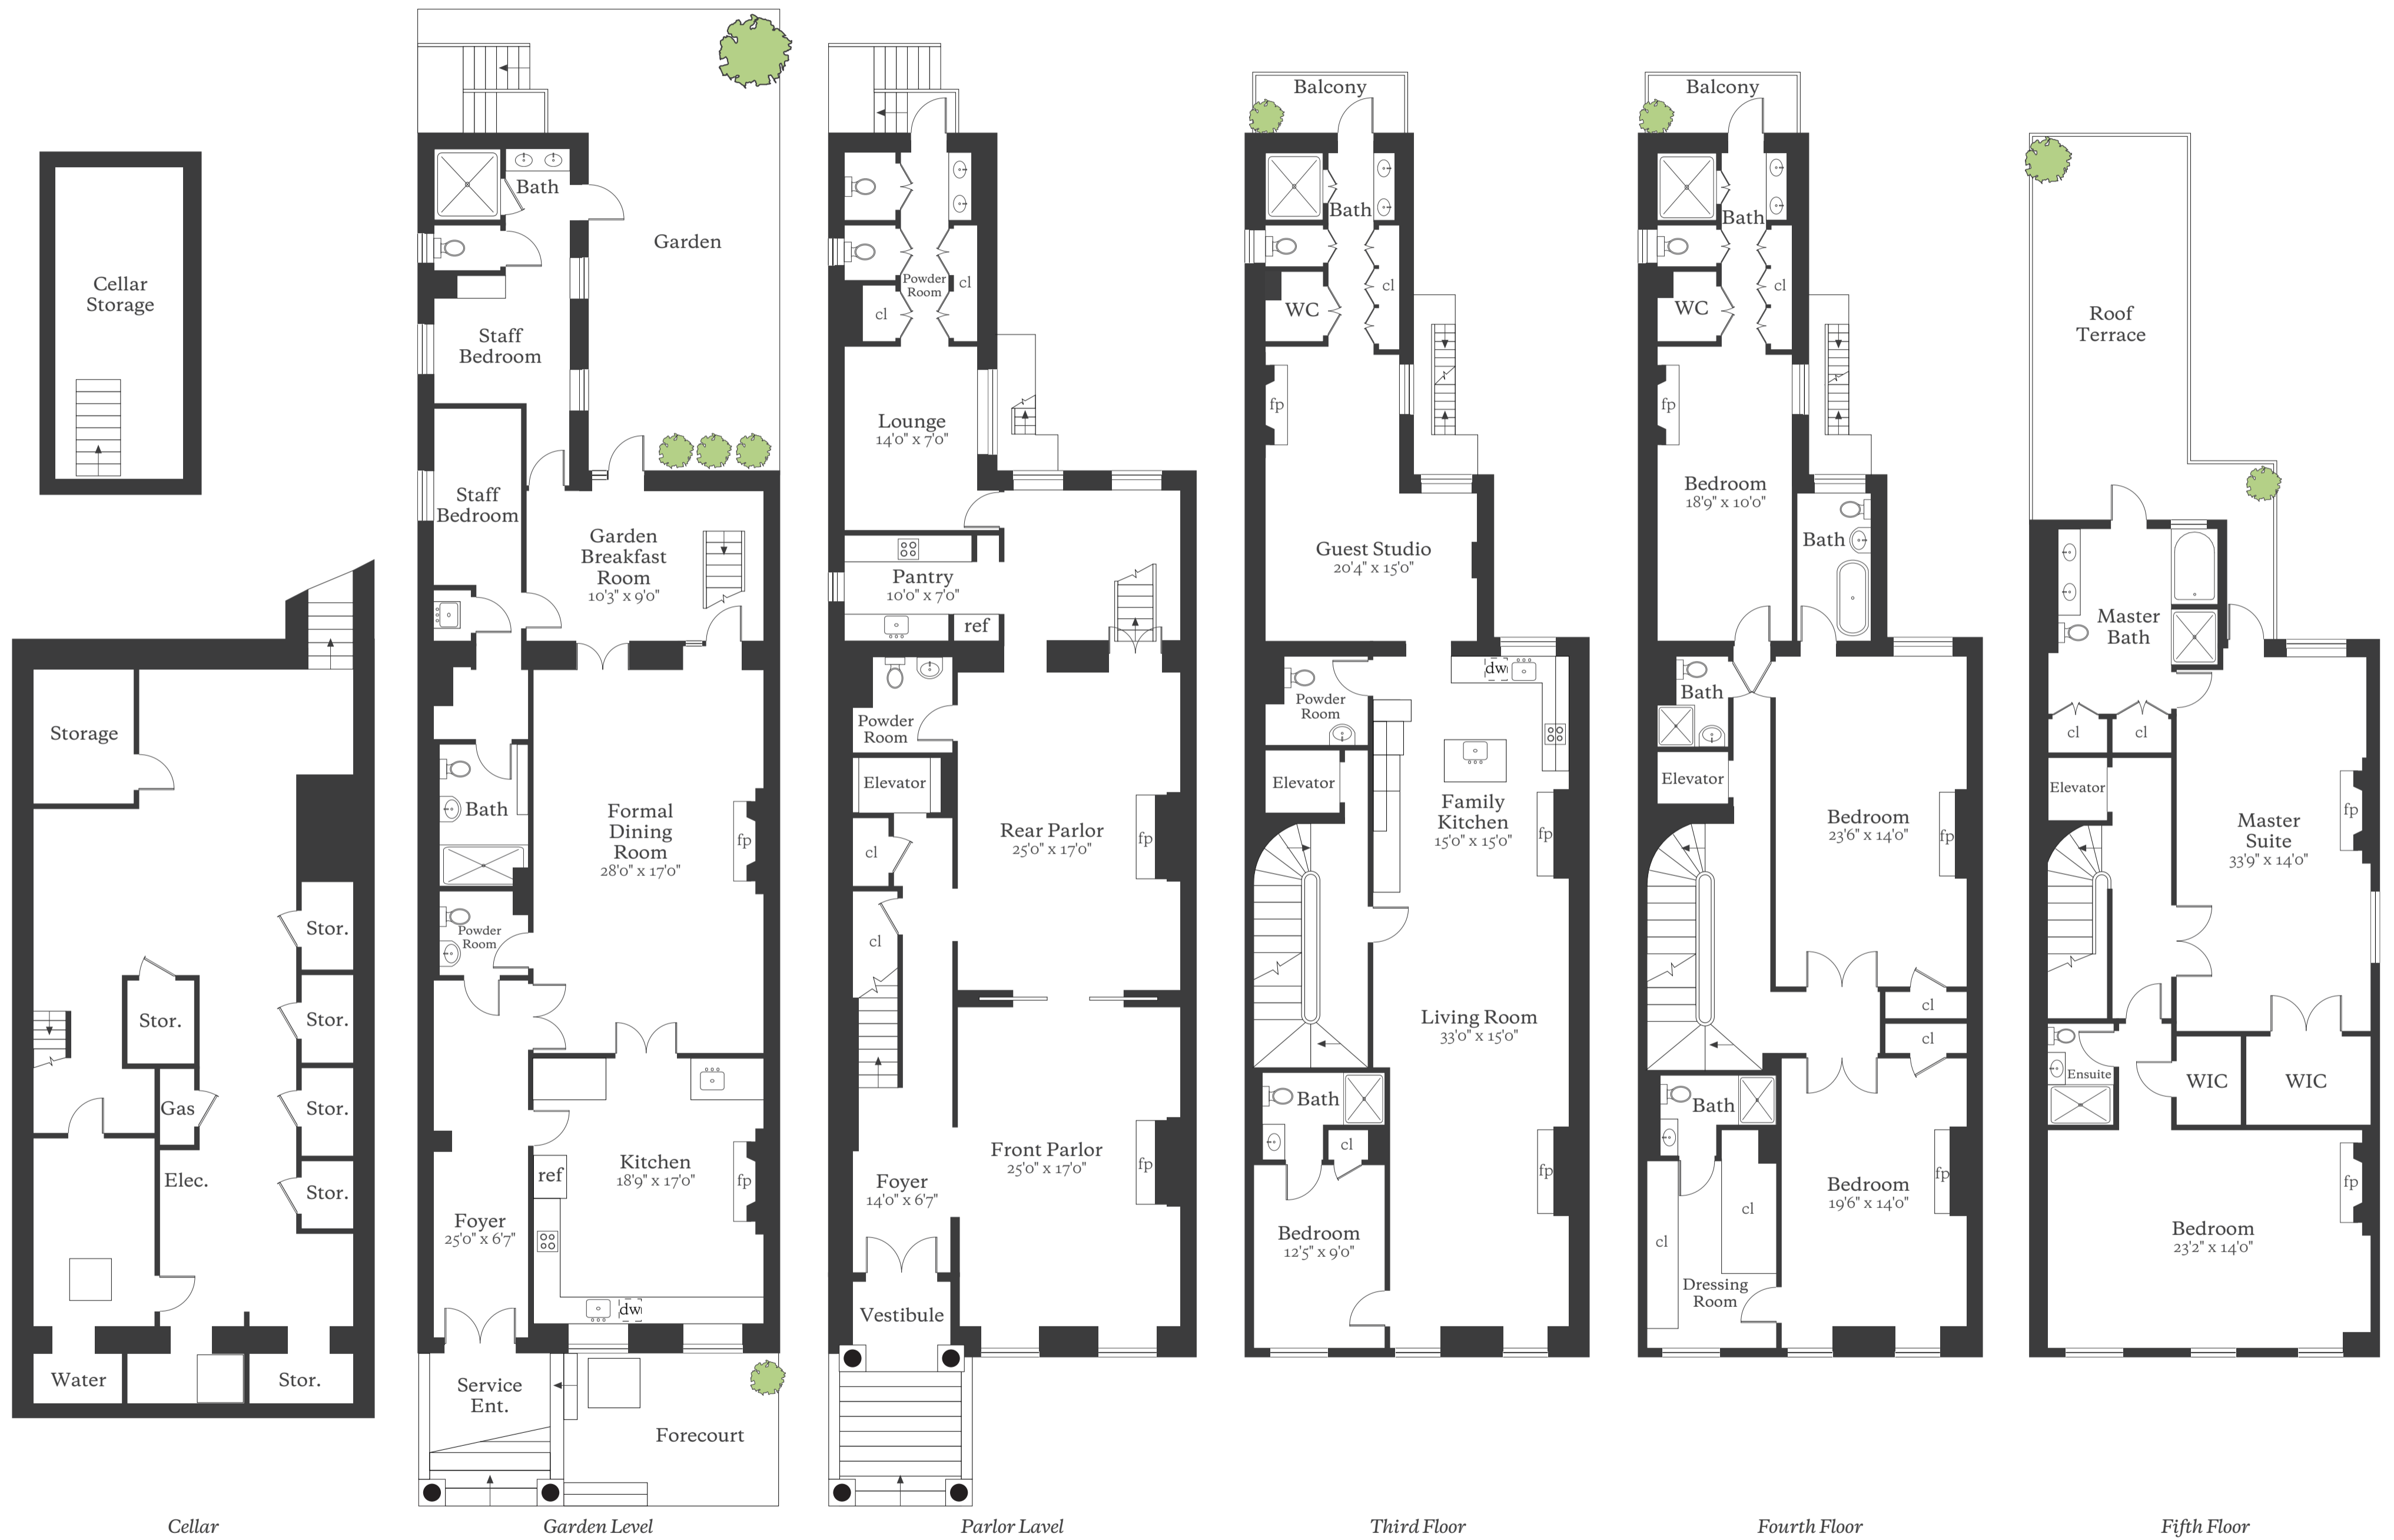 Cellar
Storage
Storage
Stor.
Stor.
Stor.
Gas
Stor.
Elec.
Stor.
Water
Stor.
Cellar
Bath
Garden
Staff
Bedroom
Staff
Bedroom
Garden
Breakfast
Room
10'3" x 9'0"
Bath
Formal
Dining
Room
28'0" x 17'0"
fp
Powder
Room
ref
Kitchen
18'9" x 17'0"
fp
Foyer
25'0" x 6'7"
dw
Service
Ent.
Forecourt
Garden Level
Powder
Room
cl
cl
Lounge
14'0" x 7'0"
Pantry
10'0" x 7'0"
ref
Powder
Room
Elevator
cl
Rear Parlor
25'0" x 17'0"
fp
cl
Front Parlor
25'0" x 17'0"
fp
Foyer
14'0" x 6'7"
Vestibule
Parlor Lavel
Balcony
Bath
cl
WC
fp
Guest Studio
20'4" x 15'0"
dw
Powder
Room
Elevator
Family
Kitchen
15'0" x 15'0"
fp
Living Room
33'0" x 15'0"
Bath
cl
fp
Bedroom
12'5" x 9'0"
Third Floor
Balcony
Bath
cl
WC
fp
Bedroom
18'9" x 10'0"
Bath
Bath
Elevator
Bedroom
23'6" x 14'0"
fp
cl
cl
Bath
Bedroom
19'6" x 14'0"
fp
cl
cl
Dressing
Room
Fourth Floor
Roof
Terrace
Master
Bath
cl
cl
Elevator
Master
Suite
33'9" x 14'0"
fp
Ensuite
WIC
WIC
fp
Bedroom
23'2" x 14'0"
Fifth Floor